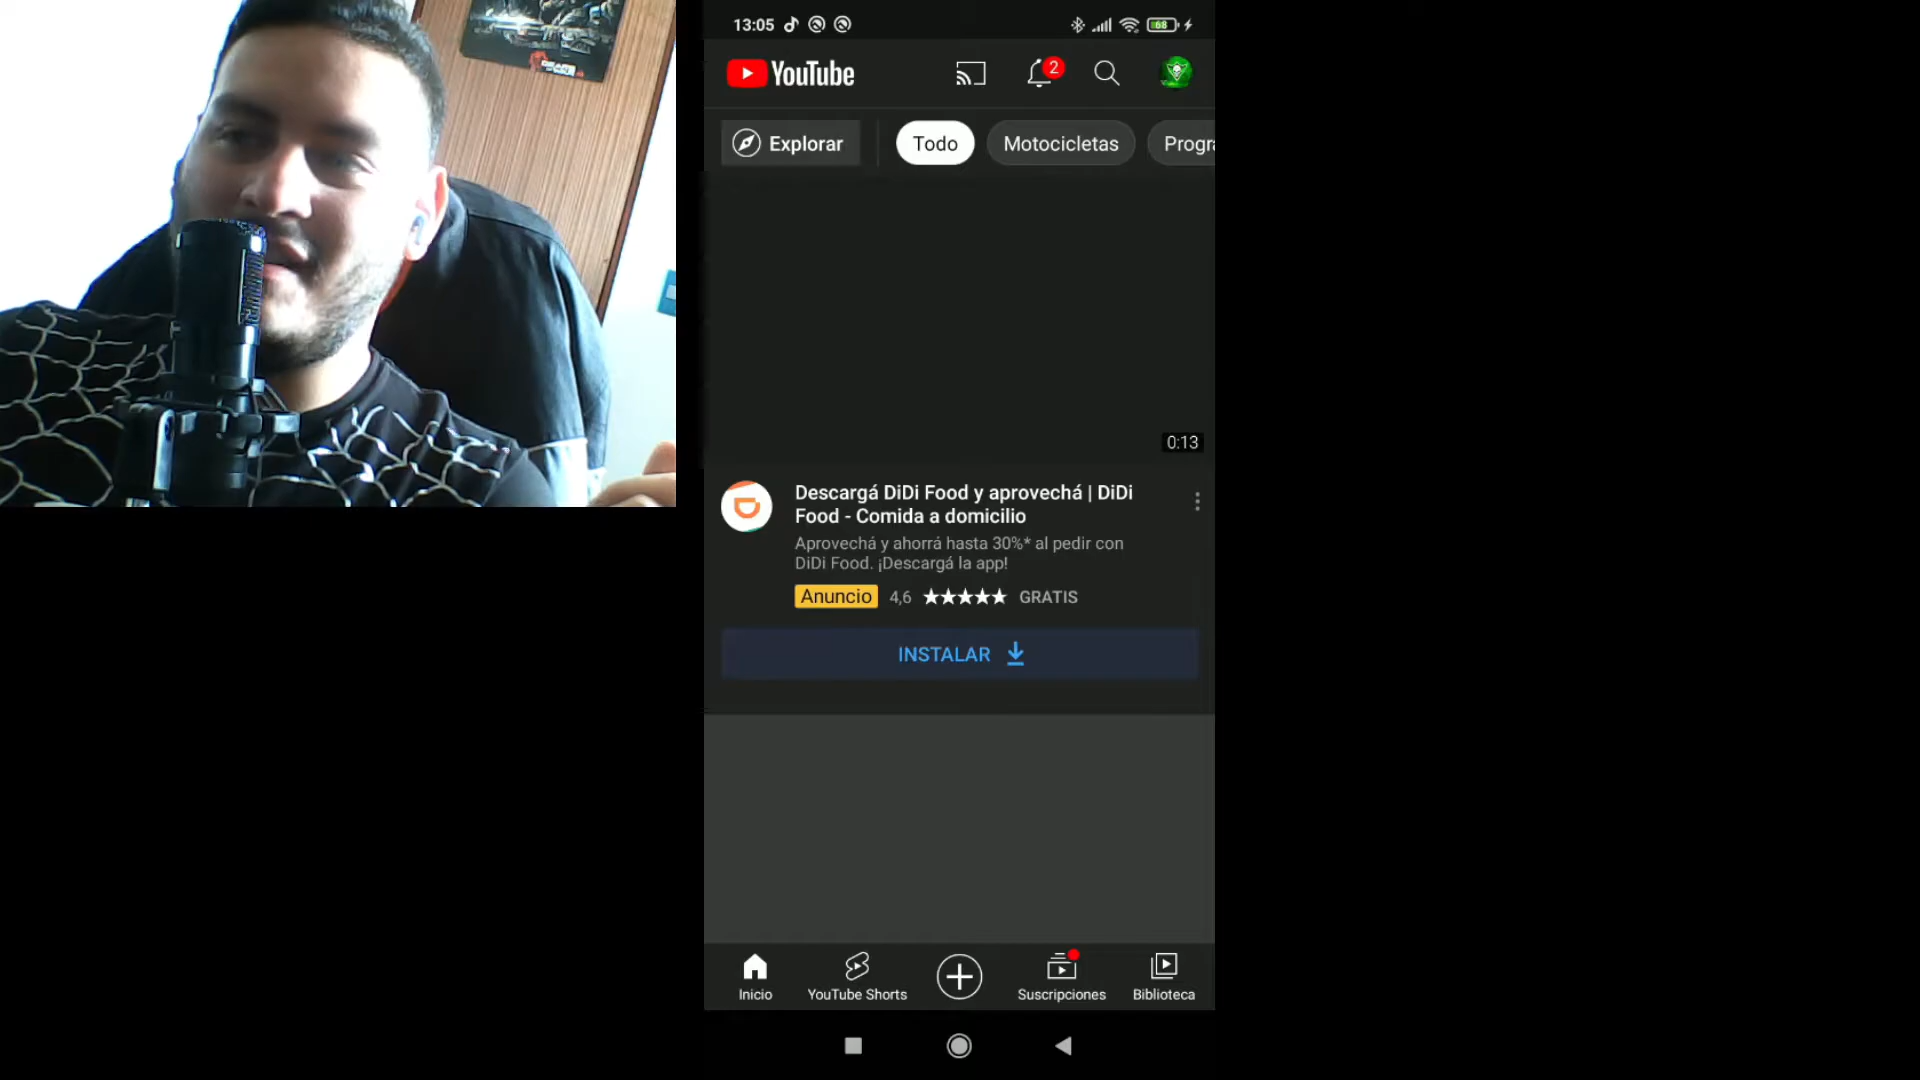 13:05
68
YouTube
2
Explorar
Todo
Motocicletas
Progr
0:13
Descargá DiDi Food y aprovechá | DiDi
Food - Comida a domicilio
Aprovechá y ahorrá hasta 30%* al pedir con
DiDi Food. ¡Descargá la app!
Anuncio 4,6 ★★★★★ GRATIS
INSTALAR
Inicio
YouTube Shorts
Suscripciones
Biblioteca